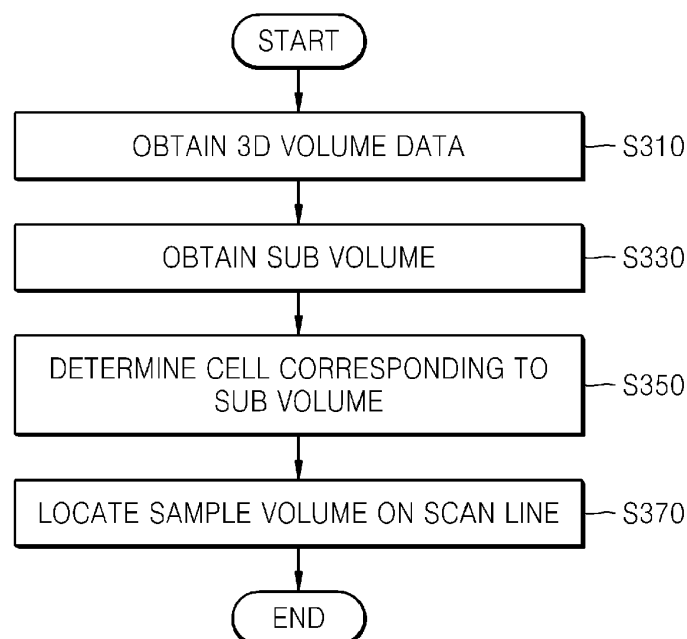 START
OBTAIN 3D VOLUME DATA
S310
OBTAIN SUB VOLUME
S330
DETERMINE CELL CORRESPONDING TO
SUB VOLUME
S350
LOCATE SAMPLE VOLUME ON SCAN LINE
S370
END